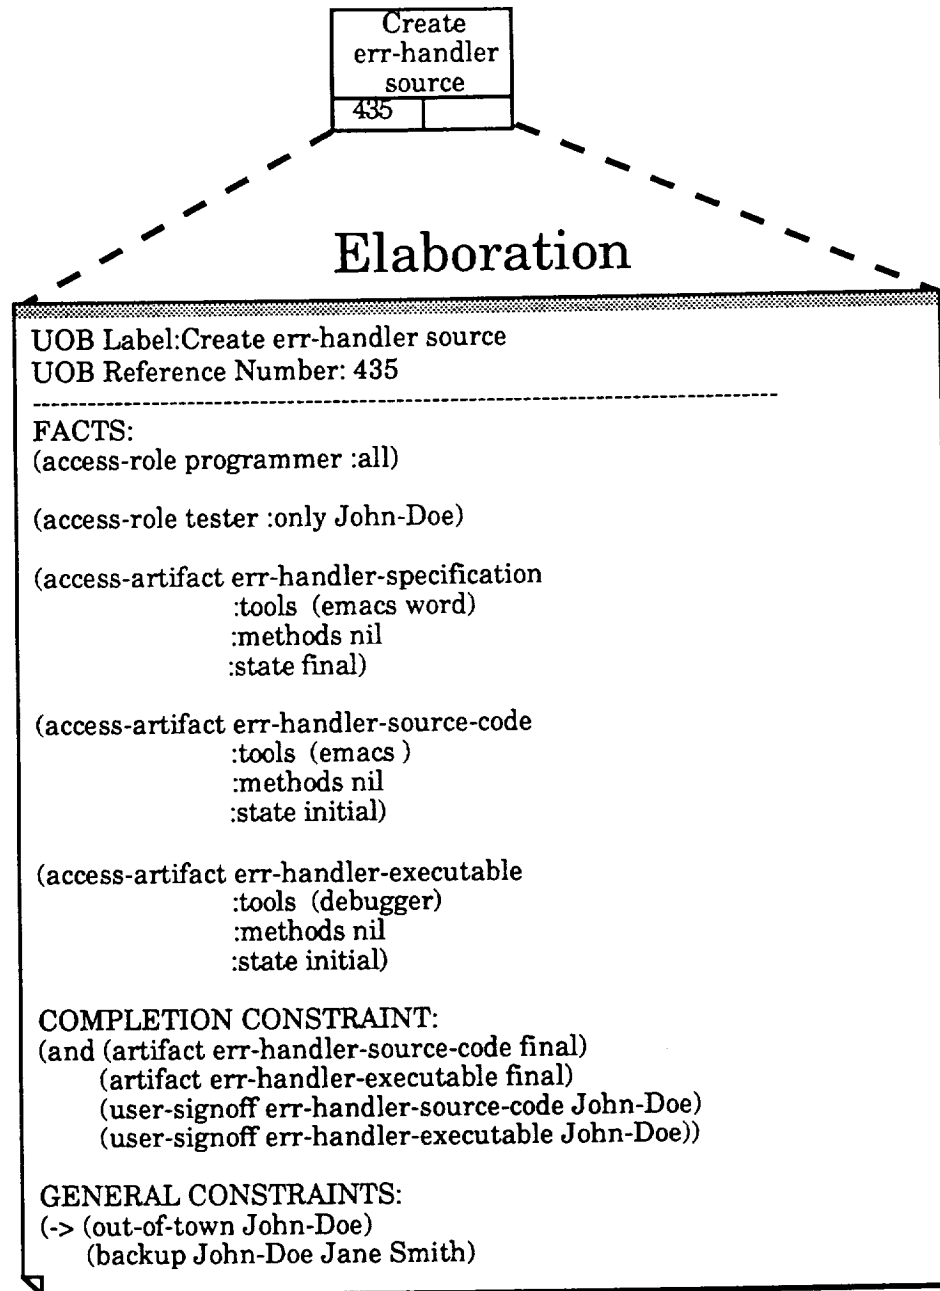 Create
err-handler
source
435
Elaboration
UOB Label:Create err-handler source
UOB Reference Number: 435
--------------------------------------------------------------------------------
FACTS:
(access-role programmer :all)
(access-role tester :only John-Doe)
(access-artifact err-handler-specification
:tools (emacs word)
:methods nil
:state final)
(access-artifact err-handler-source-code
:tools (emacs )
:methods nil
:state initial)
(access-artifact err-handler-executable
:tools (debugger)
:methods nil
:state initial)
COMPLETION CONSTRAINT:
(and (artifact err-handler-source-code final)
(artifact err-handler-executable final)
(user-signoff err-handler-source-code John-Doe)
(user-signoff err-handler-executable John-Doe))
GENERAL CONSTRAINTS:
(-> (out-of-town John-Doe)
(backup John-Doe Jane Smith)